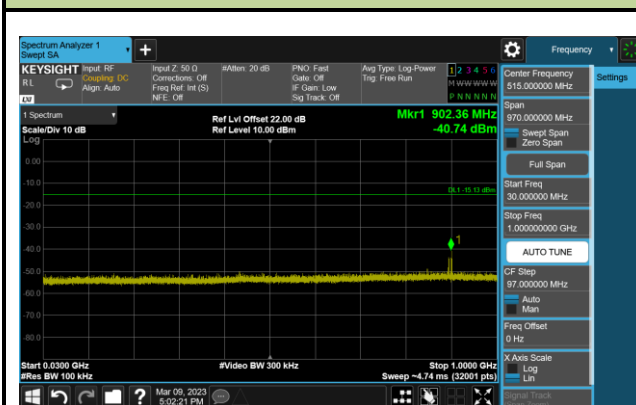 Spectrum Analyzer 1
Swept SA
+
Frequency
KEYSIGHT
RL
LXI
Input: RF
Coupling: DC
Align: Auto
Input Z: 50 Ω
Corrections: Off
Freq Ref: Int (S)
NFE: Off
#Atten: 20 dB
PNO: Fast
Gate: Off
IF Gain: Low
Sig Track: Off
Avg Type: Log-Power
Trig: Free Run
1 2 3 4 5 6
M W W W W W
P N N N N N
1 Spectrum
Scale/Div 10 dB
Log
Ref Lvl Offset 22.00 dB
Ref Level 10.00 dBm
Mkr1 902.36 MHz
-40.74 dBm
0.00
-10.0
-20.0
-30.0
-40.0
-50.0
-60.0
-70.0
-80.0
DL1 -15.13 dBm
1
Start 0.0300 GHz
#Res BW 100 kHz
#Video BW 300 kHz
Stop 1.0000 GHz
Sweep ~4.74 ms (32001 pts)
Mar 09, 2023
5:02:21 PM
Center Frequency
515.000000 MHz
Span
970.000000 MHz
Swept Span
Zero Span
Full Span
Start Freq
30.000000 MHz
Stop Freq
1.000000000 GHz
AUTO TUNE
CF Step
97.000000 MHz
Auto
Man
Freq Offset
0 Hz
X Axis Scale
Log
Lin
Signal Track
Settings